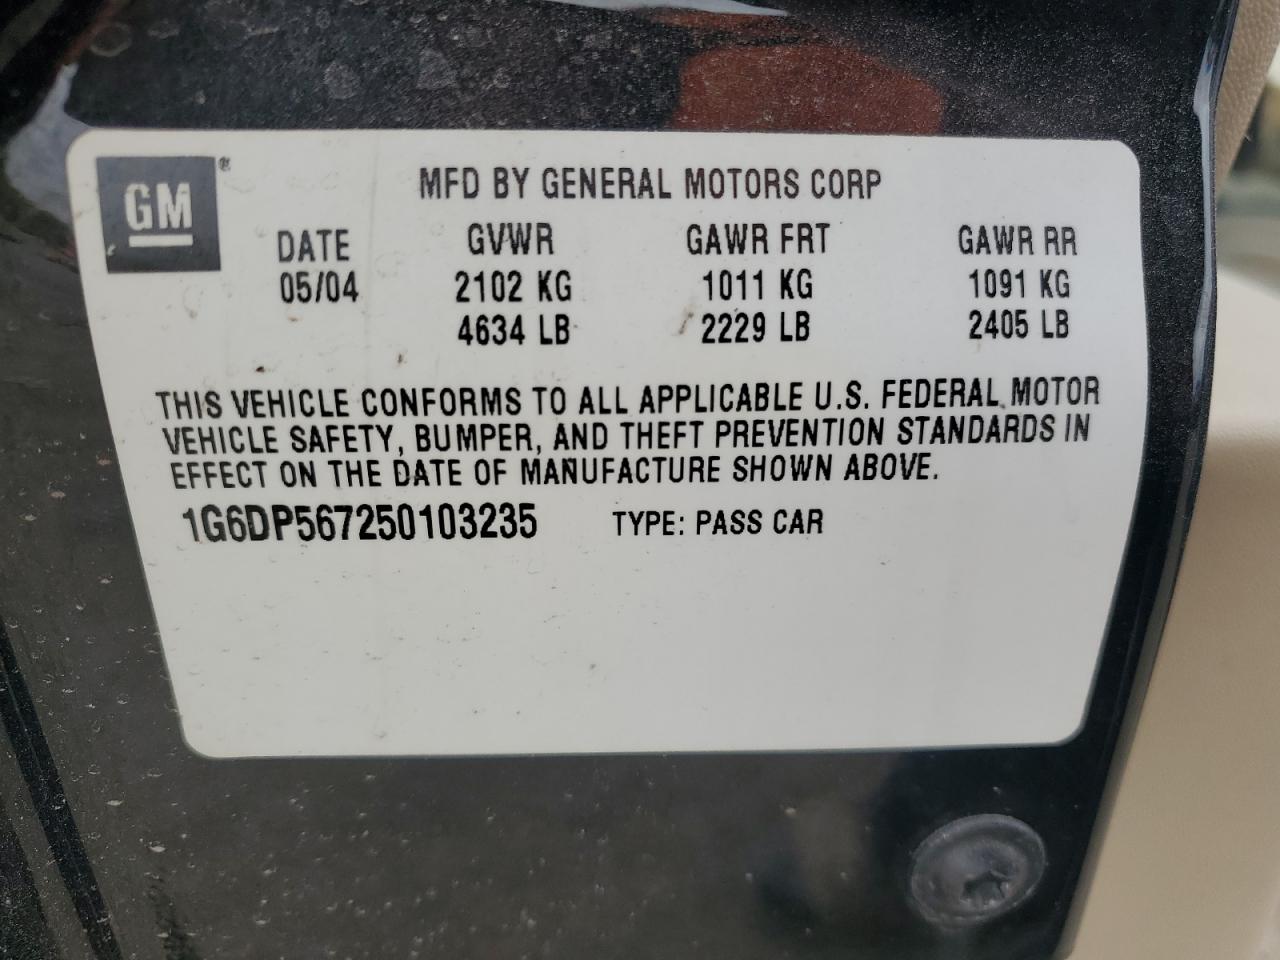 GM® MFD BY GENERAL MOTORS CORP
DATE GVWR GAWR FRT GAWR RR
05/04 2102 KG 1011 KG 1091 KG
4634 LB 2229 LB 2405 LB
THIS VEHICLE CONFORMS TO ALL APPLICABLE U.S. FEDERAL MOTOR
VEHICLE SAFETY, BUMPER, AND THEFT PREVENTION STANDARDS IN
EFFECT ON THE DATE OF MANUFACTURE SHOWN ABOVE.
1G6DP567250103235 TYPE: PASS CAR